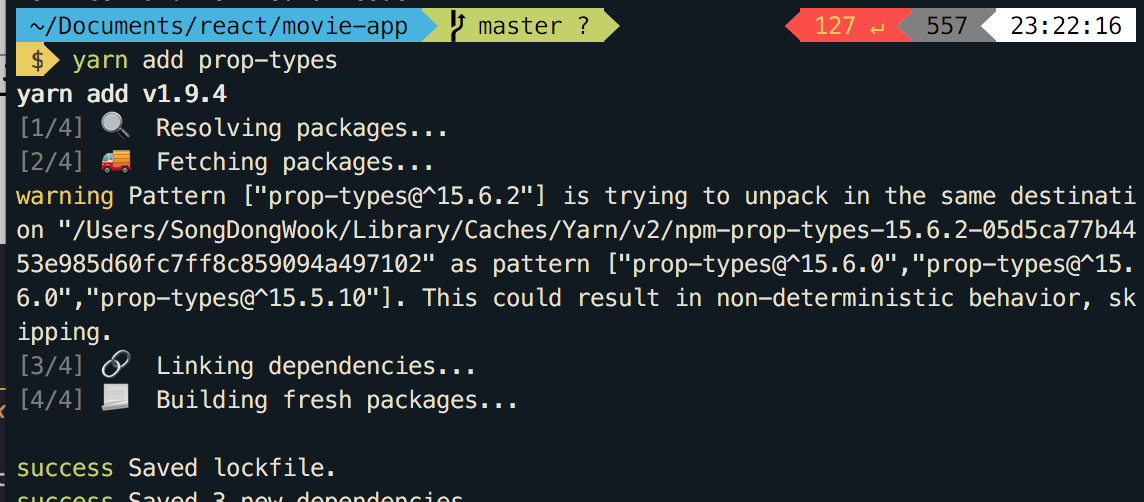 ~/Documents/react/movie-app master ? 127 ↵ 557 23:22:16
$ yarn add prop-types
yarn add v1.9.4
[1/4] 🔍 Resolving packages...
[2/4] 🚚 Fetching packages...
warning Pattern ["prop-types@^15.6.2"] is trying to unpack in the same destinati
on "/Users/SongDongWook/Library/Caches/Yarn/v2/npm-prop-types-15.6.2-05d5ca77b44
53e985d60fc7ff8c859094a497102" as pattern ["prop-types@^15.6.0","prop-types@^15.
6.0","prop-types@^15.5.10"]. This could result in non-deterministic behavior, sk
ipping.
[3/4] 🔗 Linking dependencies...
[4/4] 📃 Building fresh packages...
success Saved lockfile.
success Saved 3 new dependencies